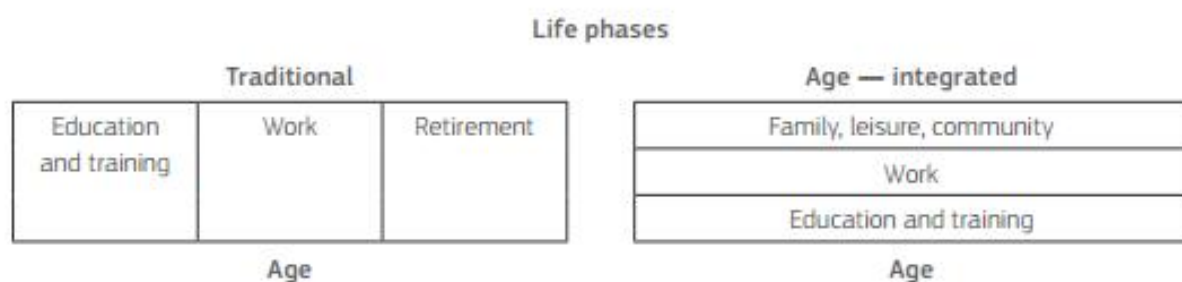 Life phases
Traditional
Education
and training
Work
Retirement
Age
Age — integrated
Family, leisure, community
Work
Education and training
Age